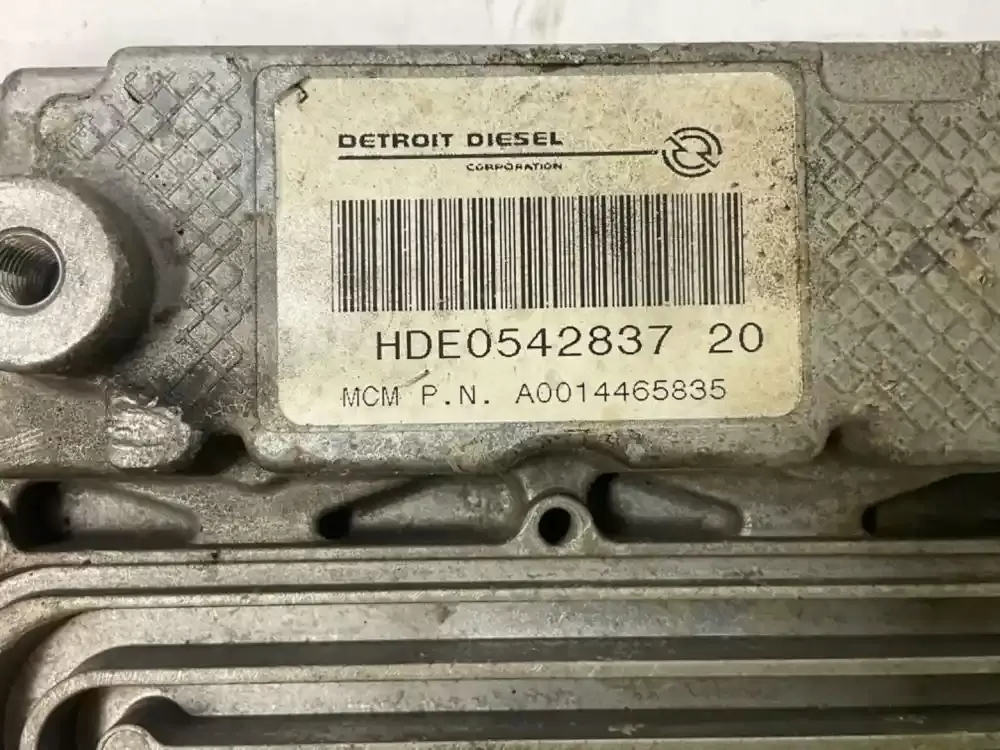 DETROIT DIESEL
CORPORATION
HDE0542837 20
MCM P.N. A0014465835